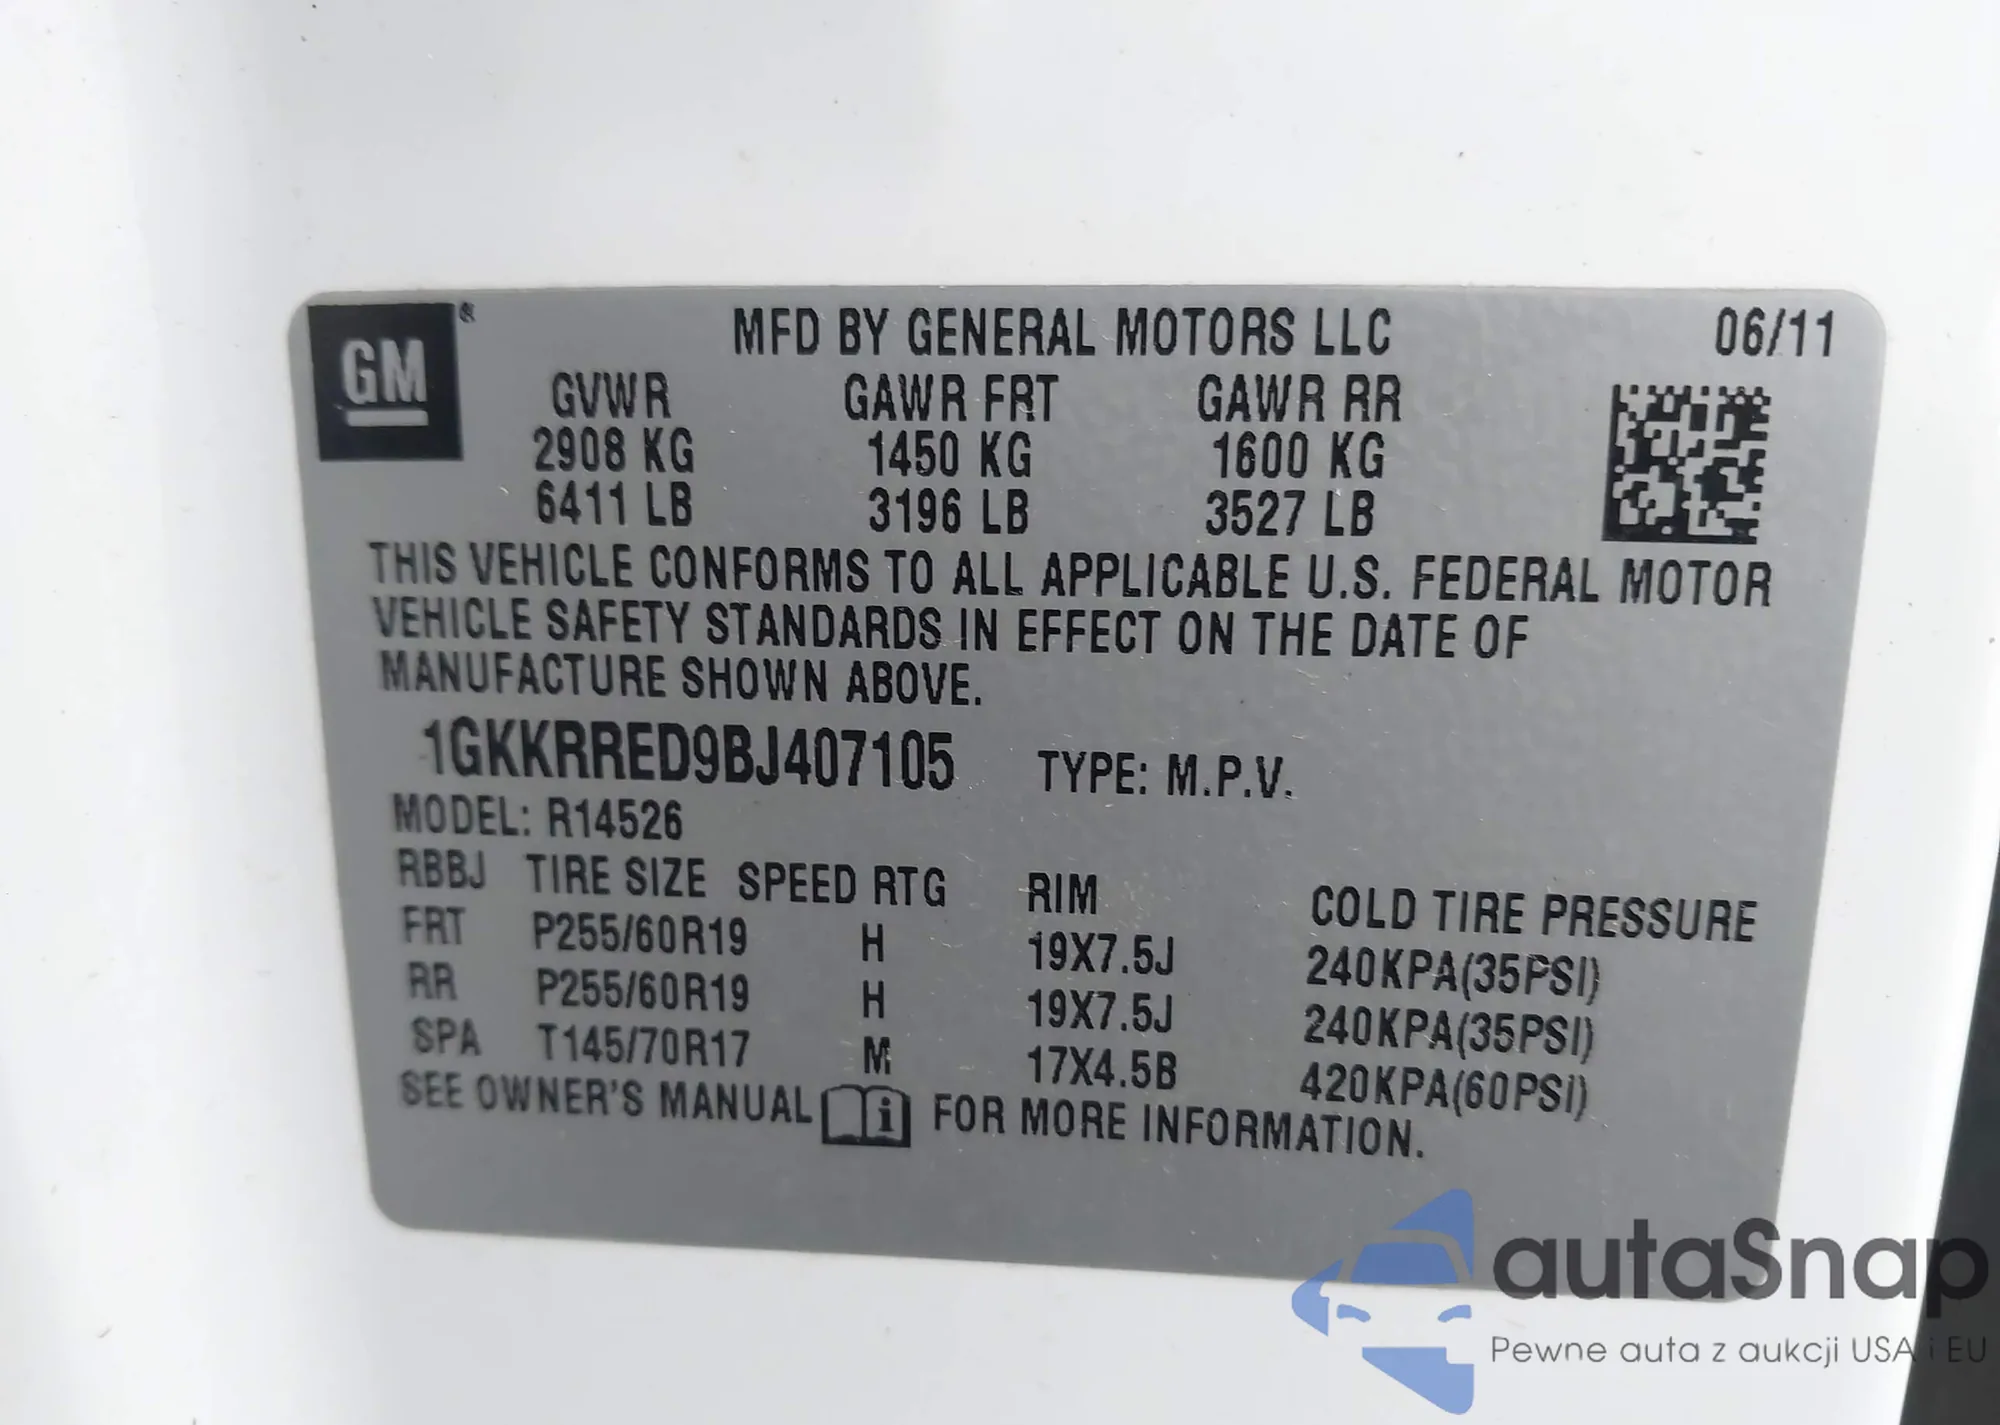 GM®
MFD BY GENERAL MOTORS LLC 06/11
GVWR GAWR FRT GAWR RR
2908 KG 1450 KG 1600 KG
6411 LB 3196 LB 3527 LB
THIS VEHICLE CONFORMS TO ALL APPLICABLE U.S. FEDERAL MOTOR
VEHICLE SAFETY STANDARDS IN EFFECT ON THE DATE OF
MANUFACTURE SHOWN ABOVE.
1GKKRRED9BJ407105 TYPE: M.P.V.
MODEL: R14526
RBBJ TIRE SIZE SPEED RTG RIM COLD TIRE PRESSURE
FRT P255/60R19 H 19X7.5J 240KPA(35PSI)
RR P255/60R19 H 19X7.5J 240KPA(35PSI)
SPA T145/70R17 M 17X4.5B 420KPA(60PSI)
SEE OWNER'S MANUAL i FOR MORE INFORMATION.
autaSnap
Pewne auta z aukcji USA i EU